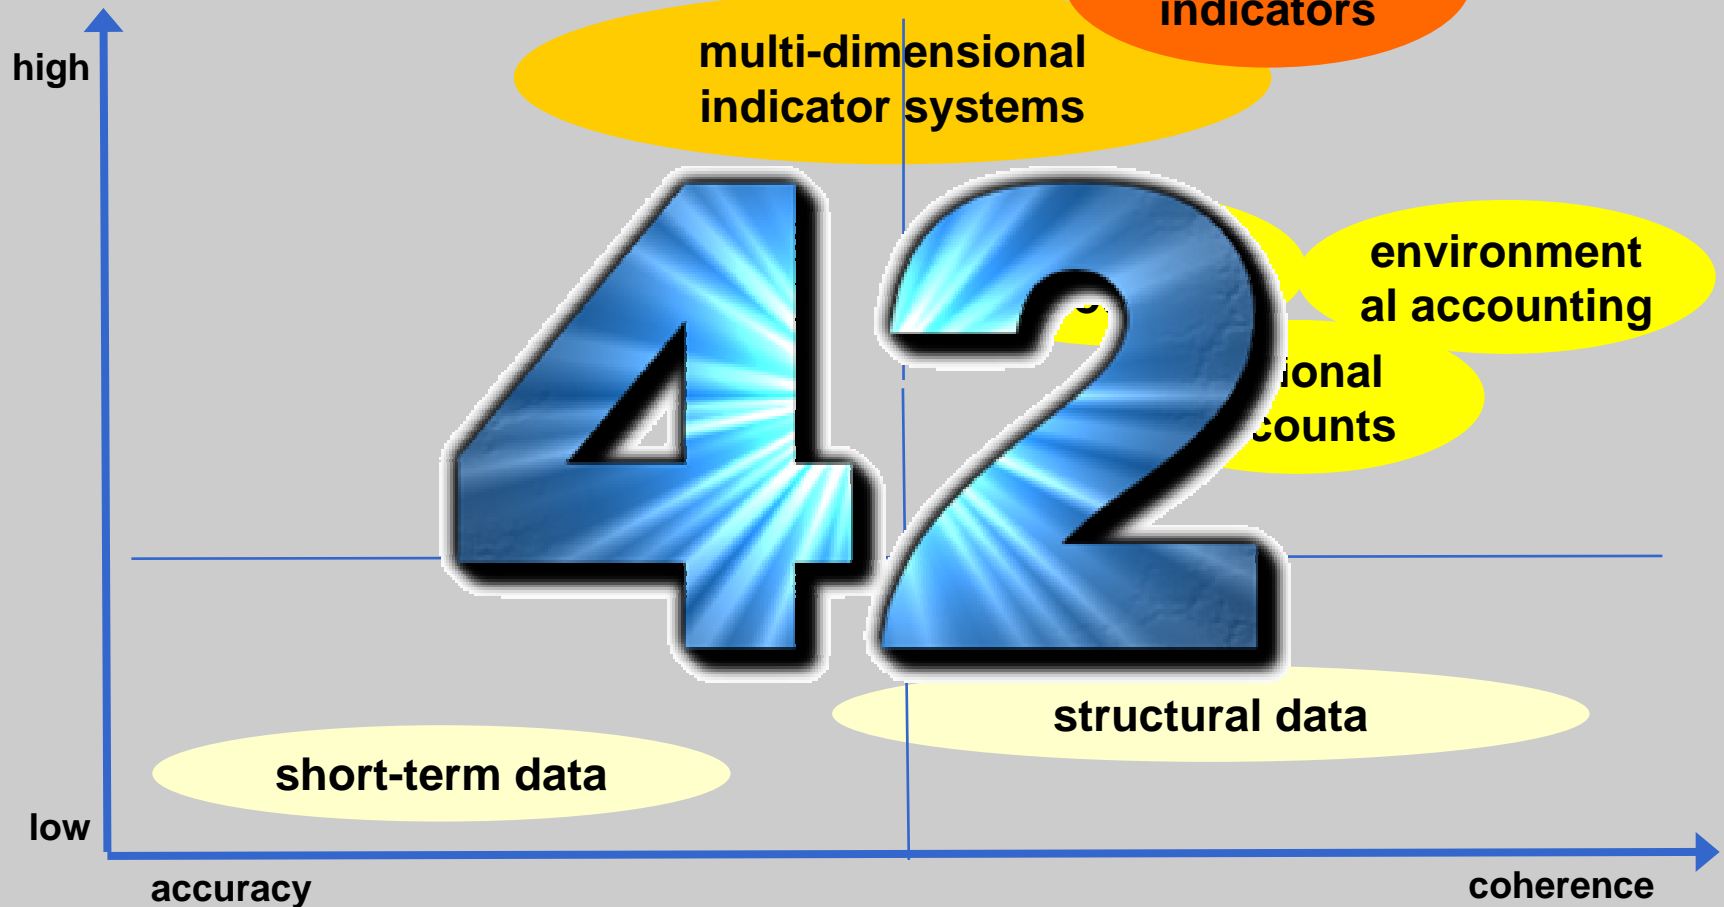 indicators
high
multi-dimensional
indicator systems
42
environment
al accounting
ional
counts
structural data
short-term data
low
accuracy
coherence